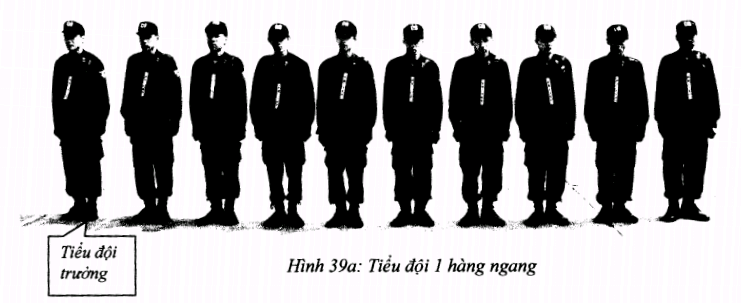 Tiểu đội
trưởng
Hình 39a: Tiểu đội 1 hàng ngang